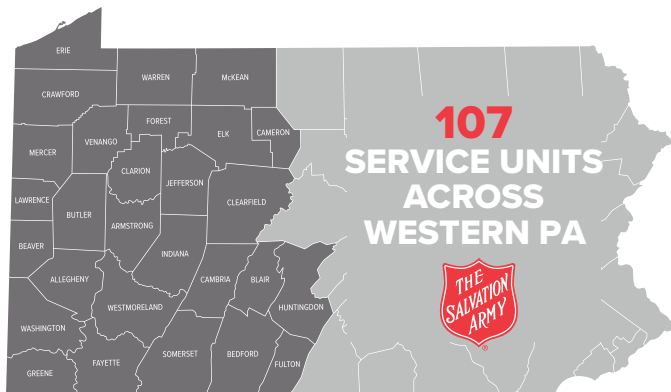 ERIE
CRAWFORD
WARREN
McKEAN
MERCER
VENANGO
FOREST
ELK
CAMERON
CLARION
JEFFERSON
CLEARFIELD
LAWRENCE
BUTLER
ARMSTRONG
INDIANA
BEAVER
ALLEGHENY
WESTMORELAND
CAMBRIA
BLAIR
HUNTINGDON
WASHINGTON
GREENE
FAYETTE
SOMERSET
BEDFORD
FULTON
107
SERVICE UNITS
ACROSS
WESTERN PA
THE
SALVATION
ARMY
®